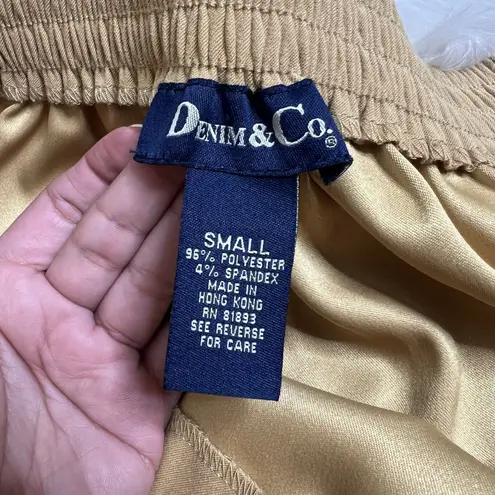 DENIM & Co.®
SMALL
96% POLYESTER
4% SPANDEX
MADE IN
HONG KONG
RN 81893
SEE REVERSE
FOR CARE